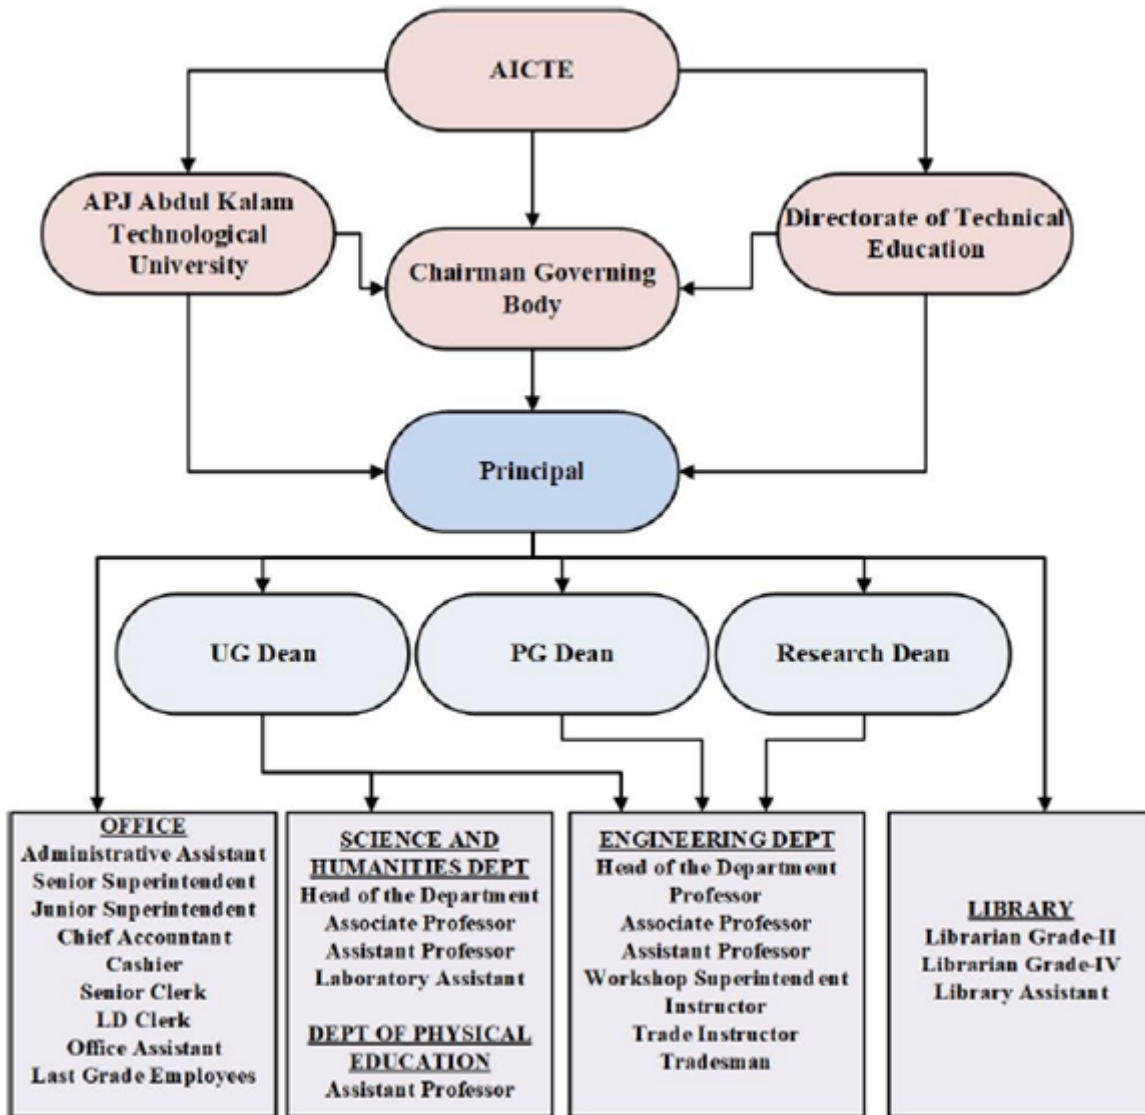 AICTE
APJ Abdul Kalam
Technological
University
Directorate of Technical
Education
Chairman Governing
Body
Principal
UG Dean
PG Dean
Research Dean
OFFICE
Administrative Assistant
Senior Superintendent
Junior Superintendent
Chief Accountant
Cashier
Senior Clerk
LD Clerk
Office Assistant
Last Grade Employees
SCIENCE AND
HUMANITIES DEPT
Head of the Department
Associate Professor
Assistant Professor
Laboratory Assistant
DEPT OF PHYSICAL
EDUCATION
Assistant Professor
ENGINEERING DEPT
Head of the Department
Professor
Associate Professor
Assistant Professor
Workshop Superintendent
Instructor
Trade Instructor
Tradesman
LIBRARY
Librarian Grade-II
Librarian Grade-IV
Library Assistant